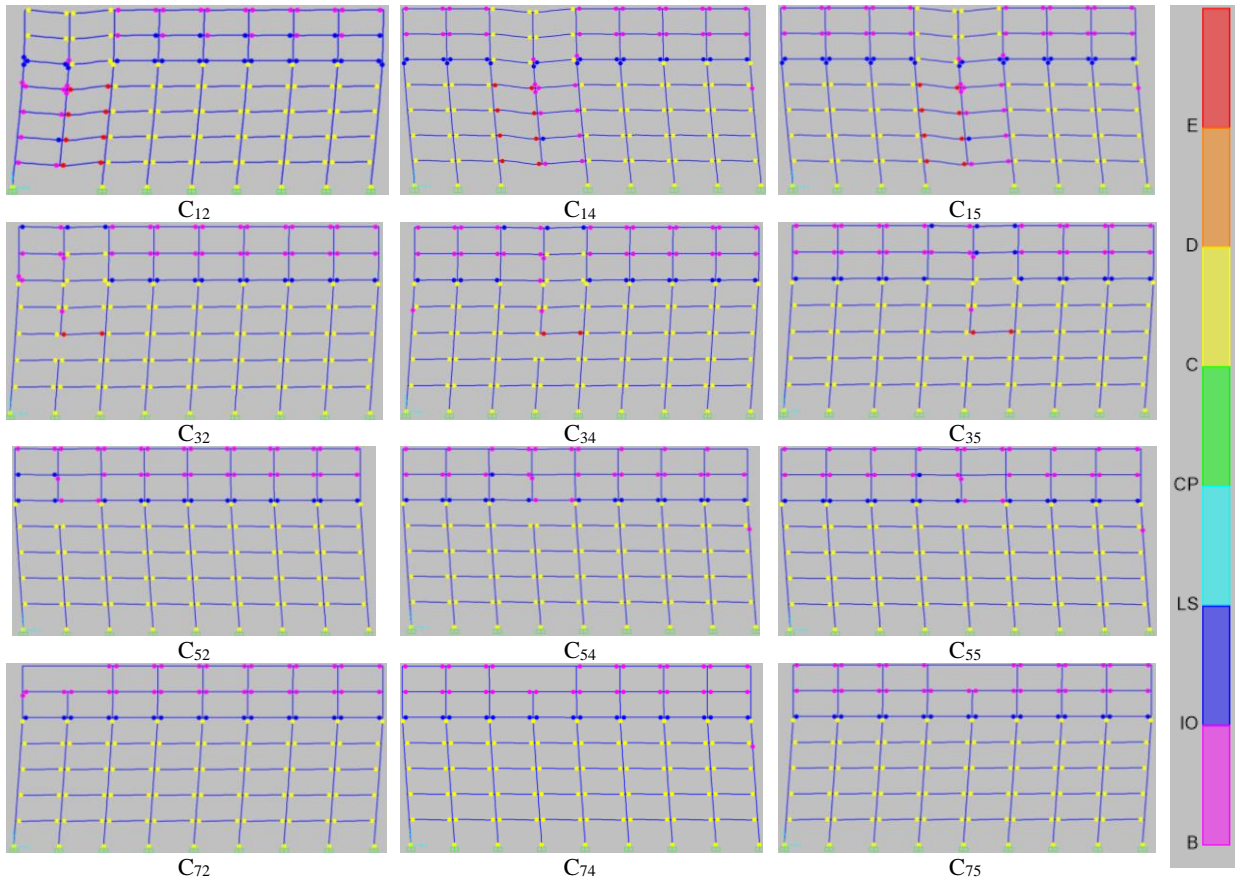 C₁₂ C₁₄ C₁₅
C₃₂ C₃₄ C₃₅
C₅₂ C₅₄ C₅₅
C₇₂ C₇₄ C₇₅
E
D
C
CP
LS
IO
B